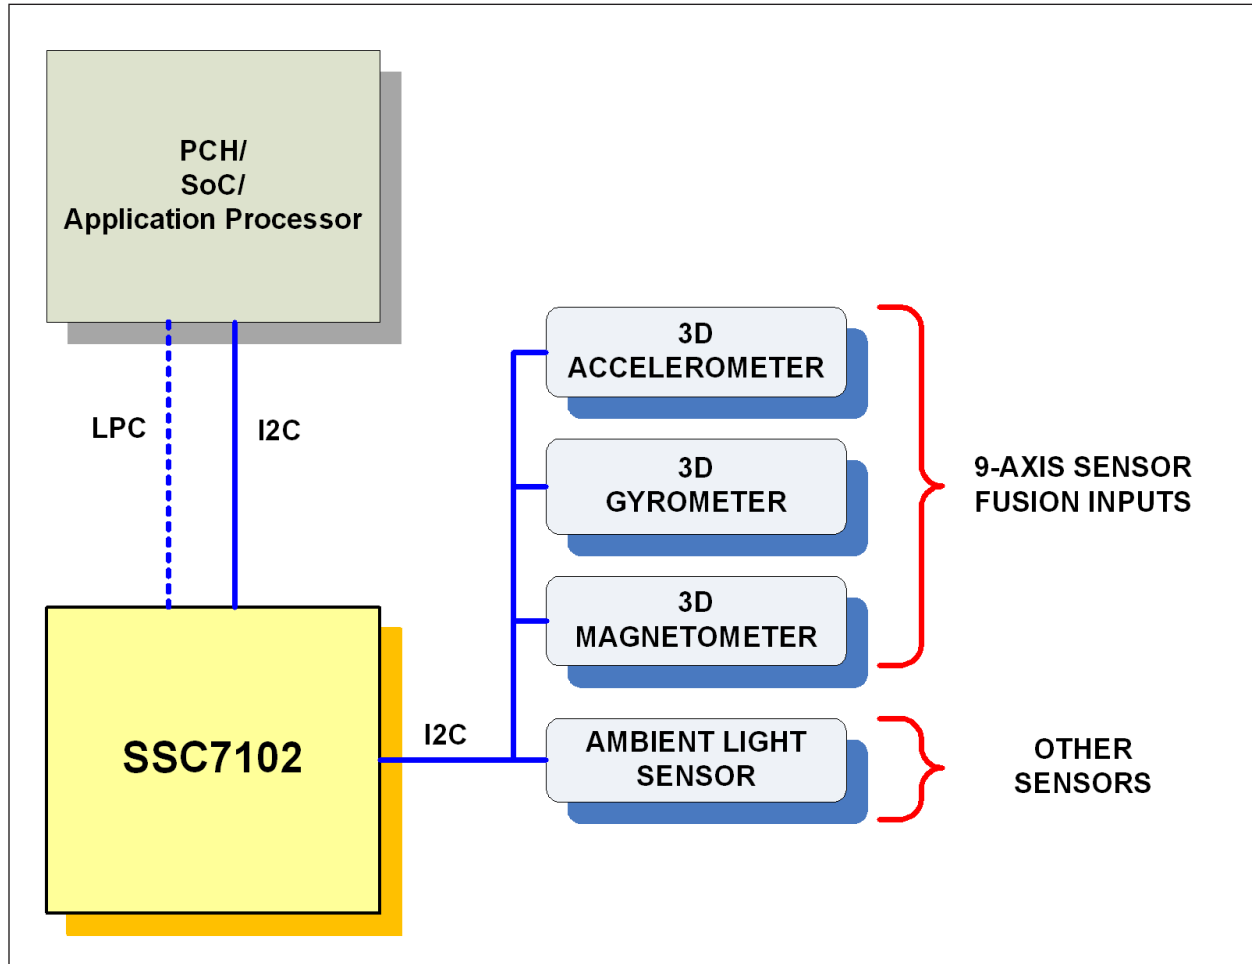 PCH/
SoC/
Application Processor
LPC
I2C
3D
ACCELEROMETER
3D
GYROMETER
3D
MAGNETOMETER
9-AXIS SENSOR
FUSION INPUTS
SSC7102
I2C
AMBIENT LIGHT
SENSOR
OTHER
SENSORS